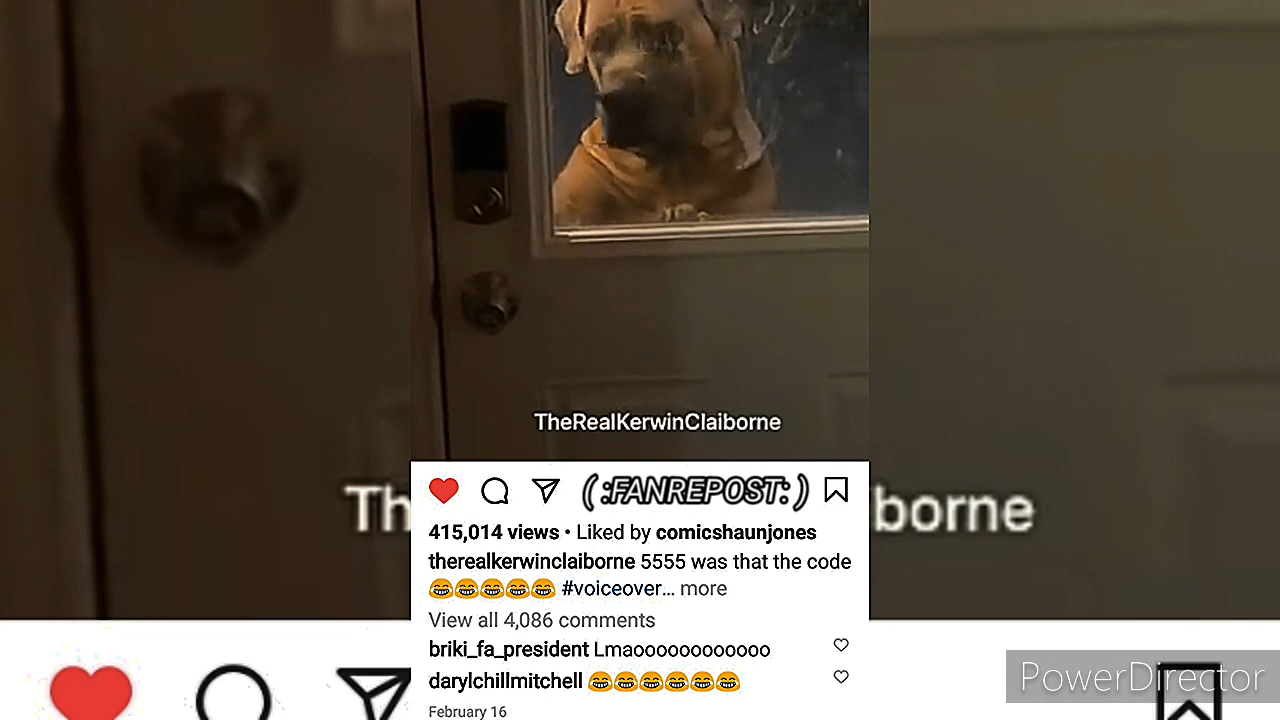 TheRealKerwinClaiborne
Th
borne
( :FANREPOST: )
415,014 views • Liked by comicshaunjones
therealkerwinclaiborne 5555 was that the code
😂😂😂😂😂 #voiceover... more
View all 4,086 comments
briki_fa_president Lmaoooooooooooo
darylchillmitchell 😂😂😂😂😂😂
February 16
PowerDirector